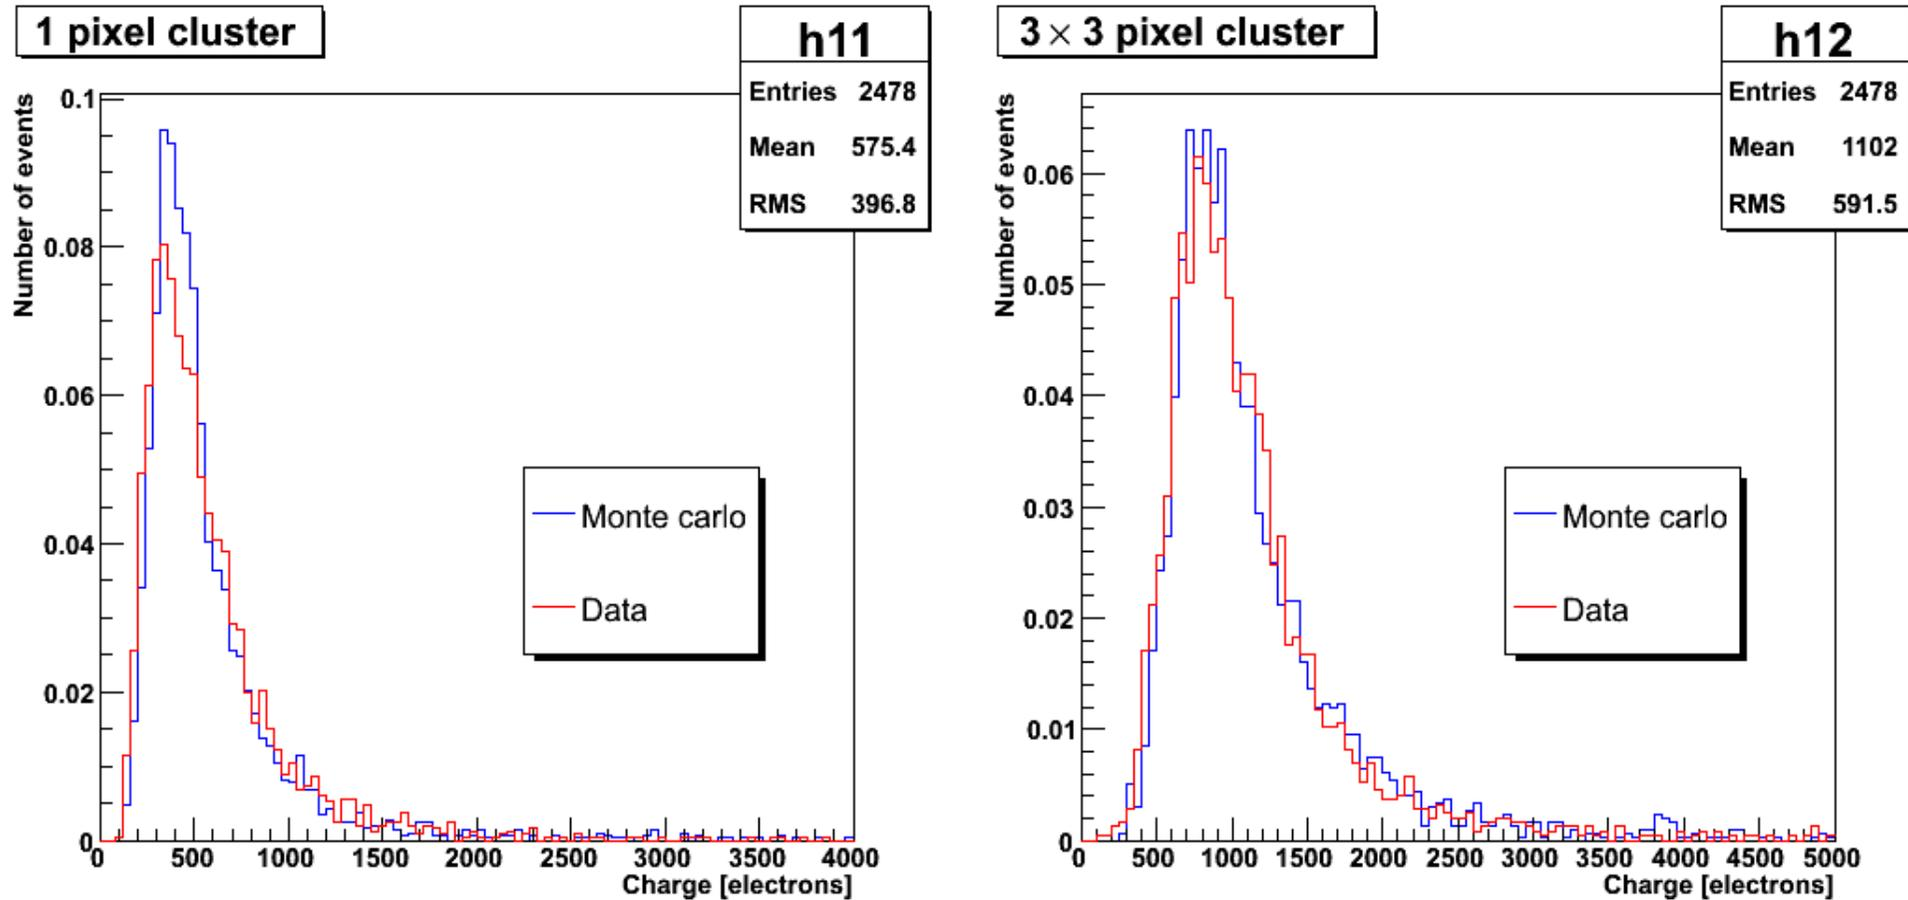 1 pixel cluster
h11
Entries 2478
Mean 575.4
RMS 396.8
Number of events
0.1
0.08
0.06
0.04
0.02
0
Monte carlo
Data
0 500 1000 1500 2000 2500 3000 3500 4000
Charge [electrons]
3 × 3 pixel cluster
h12
Entries 2478
Mean 1102
RMS 591.5
Number of events
0.06
0.05
0.04
0.03
0.02
0.01
0
Monte carlo
Data
0 500 1000 1500 2000 2500 3000 3500 4000 4500 5000
Charge [electrons]